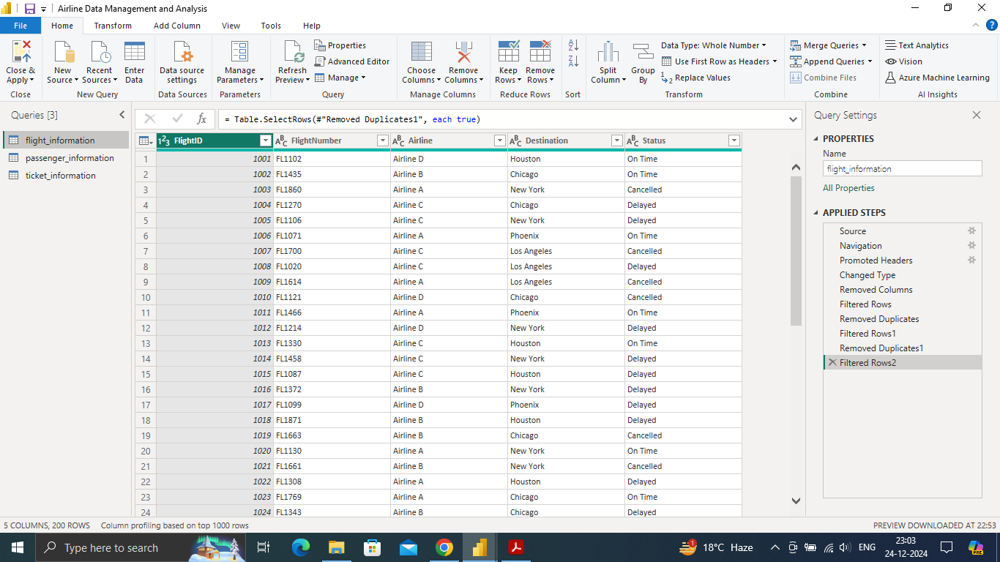 Airline Data Management and Analysis
File Home Transform Add Column View Tools Help
Close & Apply
New Source
Recent Sources
Enter Data
Data source settings
Manage Parameters
Refresh Preview
Properties
Advanced Editor
Manage
Choose Columns
Remove Columns
Keep Rows
Remove Rows
Split Column
Group By
Data Type: Whole Number
Use First Row as Headers
Replace Values
Merge Queries
Append Queries
Combine Files
Text Analytics
Vision
Azure Machine Learning
Close New Query Data Sources Parameters Query Manage Columns Reduce Rows Sort Transform Combine AI Insights
Queries [3]
flight_information
passenger_information
ticket_information
fx = Table.SelectRows(#"Removed Duplicates1", each true)
FlightID FlightNumber Airline Destination Status
1 1001 FL1102 Airline D Houston On Time
2 1002 FL1435 Airline B Chicago On Time
3 1003 FL1860 Airline A New York Cancelled
4 1004 FL1270 Airline C Chicago Delayed
5 1005 FL1106 Airline C New York Delayed
6 1006 FL1071 Airline A Phoenix On Time
7 1007 FL1700 Airline C Los Angeles Cancelled
8 1008 FL1020 Airline C Los Angeles Delayed
9 1009 FL1614 Airline A Los Angeles Cancelled
10 1010 FL1121 Airline D Chicago Cancelled
11 1011 FL1466 Airline A Phoenix On Time
12 1012 FL1214 Airline D New York Delayed
13 1013 FL1330 Airline C Houston On Time
14 1014 FL1458 Airline C New York Delayed
15 1015 FL1087 Airline C Houston Delayed
16 1016 FL1372 Airline B New York Delayed
17 1017 FL1099 Airline D Phoenix Delayed
18 1018 FL1871 Airline B Houston Delayed
19 1019 FL1663 Airline B Chicago Cancelled
20 1020 FL1130 Airline A New York On Time
21 1021 FL1661 Airline B New York Cancelled
22 1022 FL1308 Airline A Houston Delayed
23 1023 FL1769 Airline A Chicago On Time
24 1024 FL1343 Airline B Chicago Delayed
Query Settings
PROPERTIES
Name
flight_information
All Properties
APPLIED STEPS
Source
Navigation
Promoted Headers
Changed Type
Removed Columns
Filtered Rows
Removed Duplicates
Filtered Rows1
Removed Duplicates1
Filtered Rows2
5 COLUMNS, 200 ROWS Column profiling based on top 1000 rows PREVIEW DOWNLOADED AT 22:53
Type here to search
18°C Haze
ENG
23:03
24-12-2024